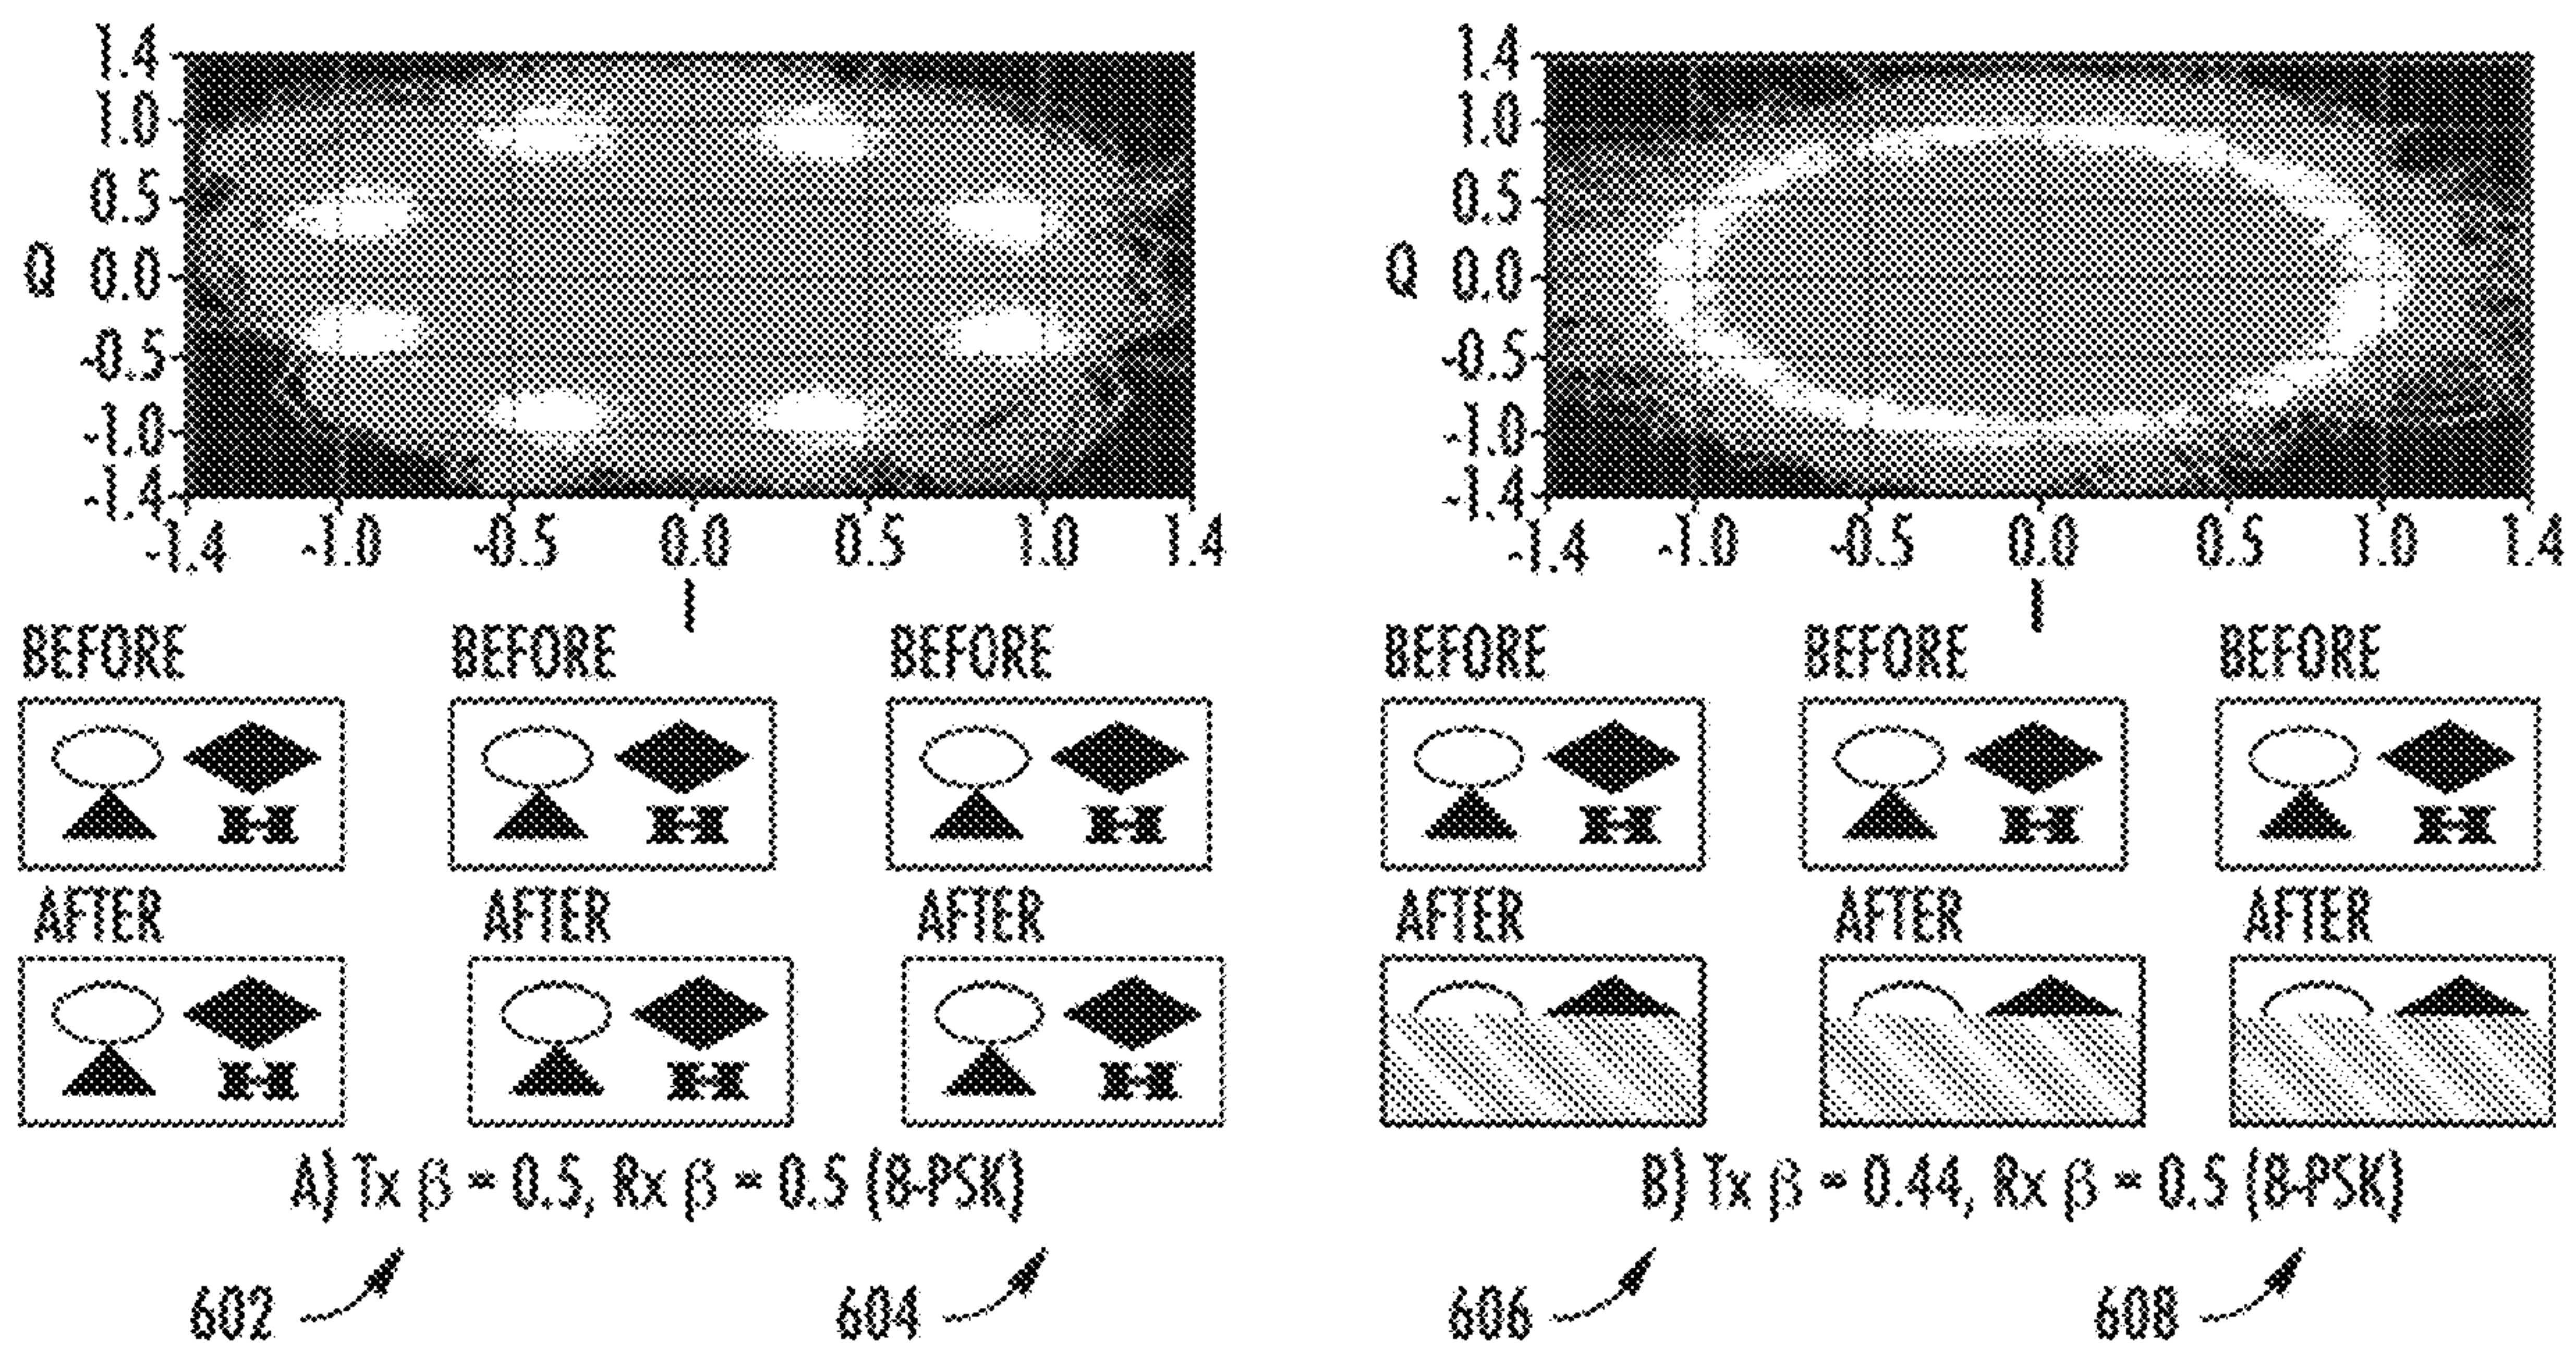 1.4
1.0
0.5
Q 0.0
-0.5
-1.0
-1.4
-1.4 -1.0 -0.5 0.0 0.5 1.0 1.4
I
BEFORE BEFORE BEFORE
H H H
AFTER AFTER AFTER
H H H
A) Tx β = 0.5, Rx β = 0.5 (8-PSK)
602 604
1.4
1.0
0.5
Q 0.0
-0.5
-1.0
-1.4
-1.4 -1.0 -0.5 0.0 0.5 1.0 1.4
I
BEFORE BEFORE BEFORE
H H H
AFTER AFTER AFTER
B) Tx β = 0.44, Rx β = 0.5 (8-PSK)
606 608